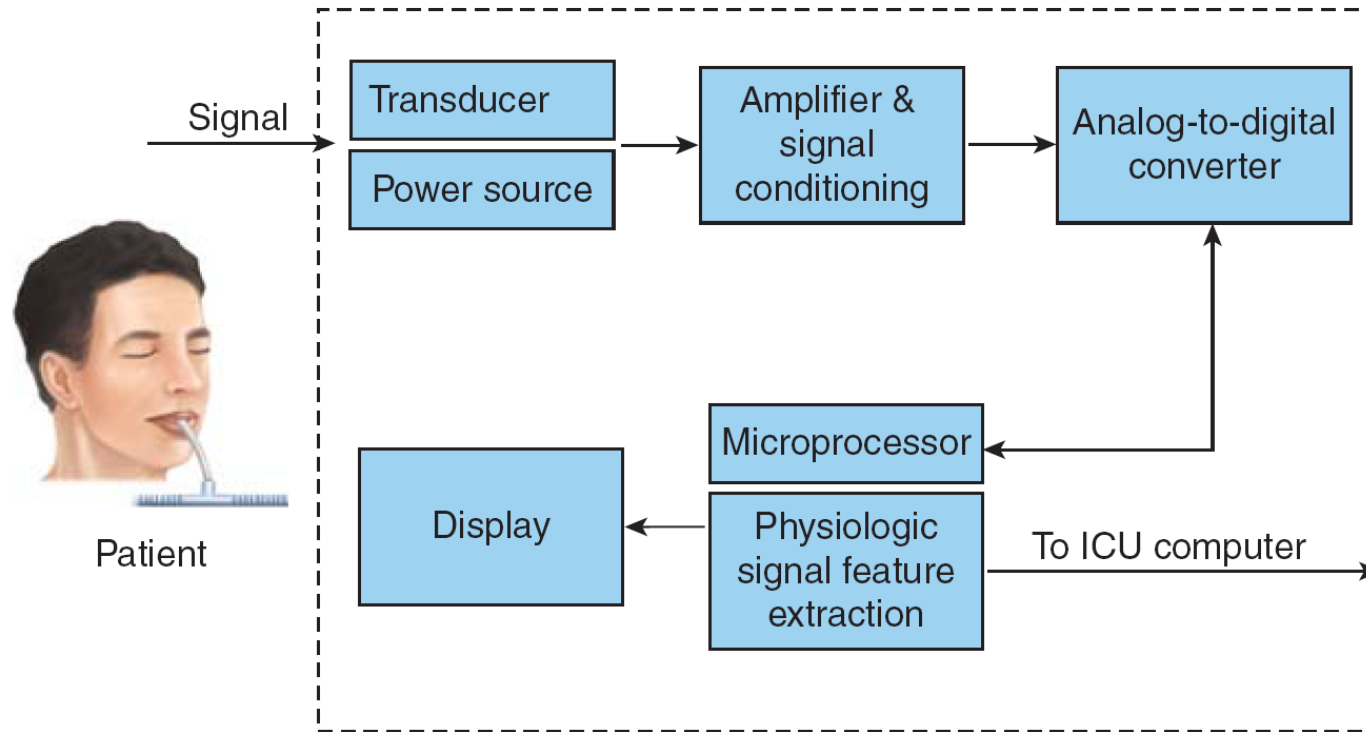 Signal
Transducer
Power source
Amplifier &
signal
conditioning
Analog-to-digital
converter
Patient
Display
Microprocessor
Physiologic
signal feature
extraction
To ICU computer